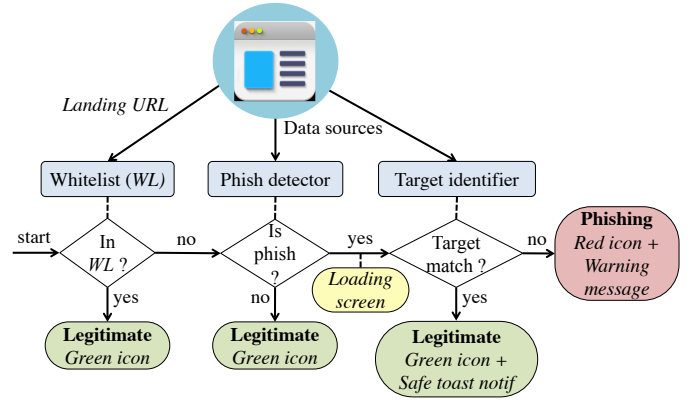 Landing URL
Data sources
Whitelist (WL)
Phish detector
Target identifier
start
In
WL ?
no
Is
phish
?
yes
Target
match ?
no
Phishing
Red icon +
Warning
message
Loading
screen
yes
no
yes
Legitimate
Green icon
Legitimate
Green icon
Legitimate
Green icon +
Safe toast notif